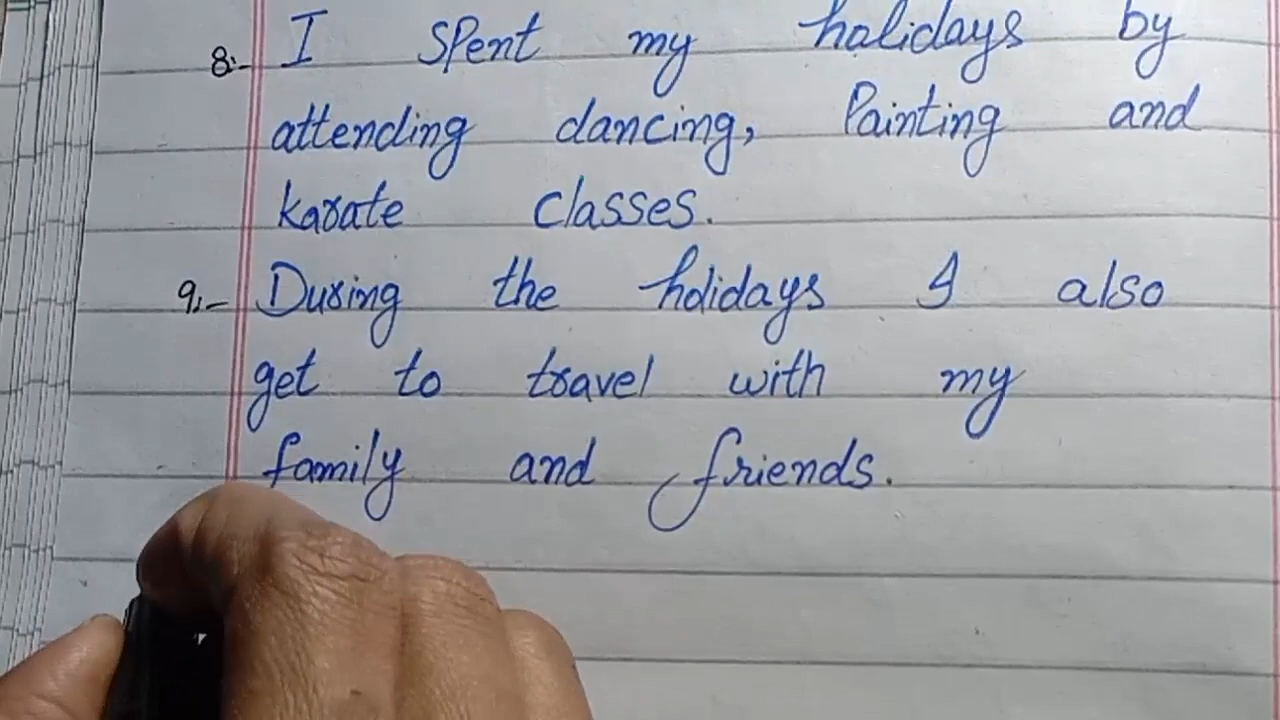 8:- I spent my holidays by
attending dancing, Painting and
karate classes.
9:- During the holidays I also
get to travel with my
family and friends.